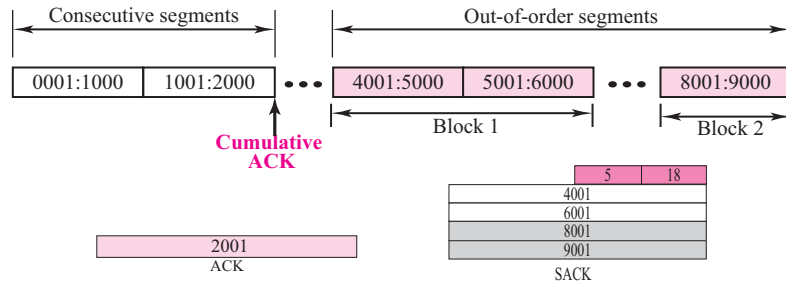 Consecutive segments
Out-of-order segments
0001:1000 1001:2000 ••• 4001:5000 5001:6000 ••• 8001:9000
Block 1
Block 2
Cumulative
ACK
5 18
4001
6001
8001
9001
SACK
2001
ACK